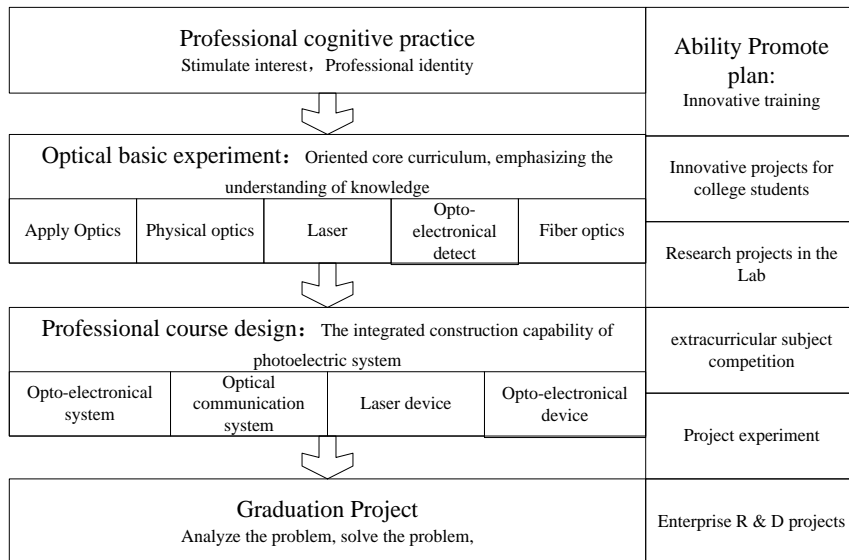 Professional cognitive practice
Stimulate interest，Professional identity
Optical basic experiment：Oriented core curriculum, emphasizing the
understanding of knowledge
Apply Optics
Physical optics
Laser
Opto-
electronical
detect
Fiber optics
Professional course design：The integrated construction capability of
photoelectric system
Opto-electronical
system
Optical
communication
system
Laser device
Opto-electronical
device
Graduation Project
Analyze the problem, solve the problem,
Ability Promote
plan:
Innovative training
Innovative projects for
college students
Research projects in the
Lab
extracurricular subject
competition
Project experiment
Enterprise R & D projects